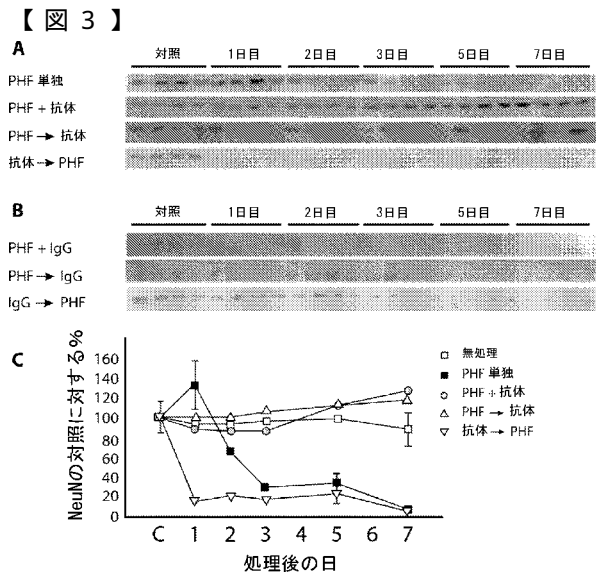 【図3】
A
対照 1日目 2日目 3日目 5日目 7日目
PHF 単独
PHF + 抗体
PHF → 抗体
抗体 → PHF
B
対照 1日目 2日目 3日目 5日目 7日目
PHF + IgG
PHF → IgG
IgG → PHF
C
NeuNの対照に対する%
160
140
120
100
80
60
40
20
0
C 1 2 3 4 5 6 7
処理後の日
無処理
PHF 単独
PHF + 抗体
PHF → 抗体
抗体 → PHF